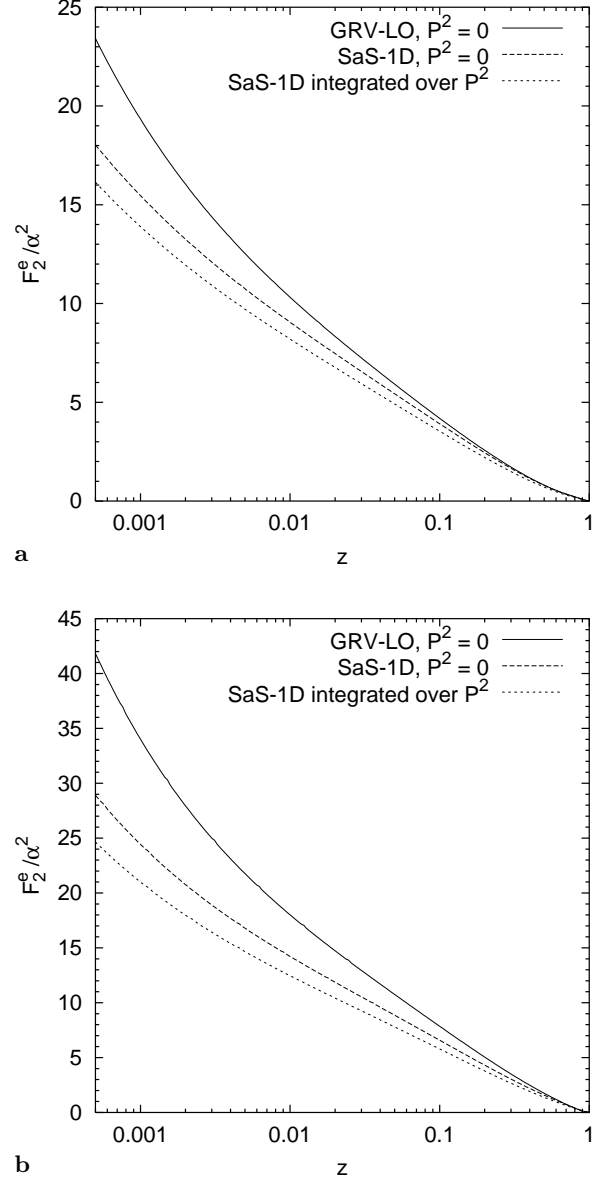 GRV-LO, P² = 0
SaS-1D, P² = 0
SaS-1D integrated over P²
25
20
15
10
5
0
F₂ᵉ/α²
0.001 0.01 0.1 1
z
a
GRV-LO, P² = 0
SaS-1D, P² = 0
SaS-1D integrated over P²
45
40
35
30
25
20
15
10
5
0
F₂ᵉ/α²
0.001 0.01 0.1 1
z
b